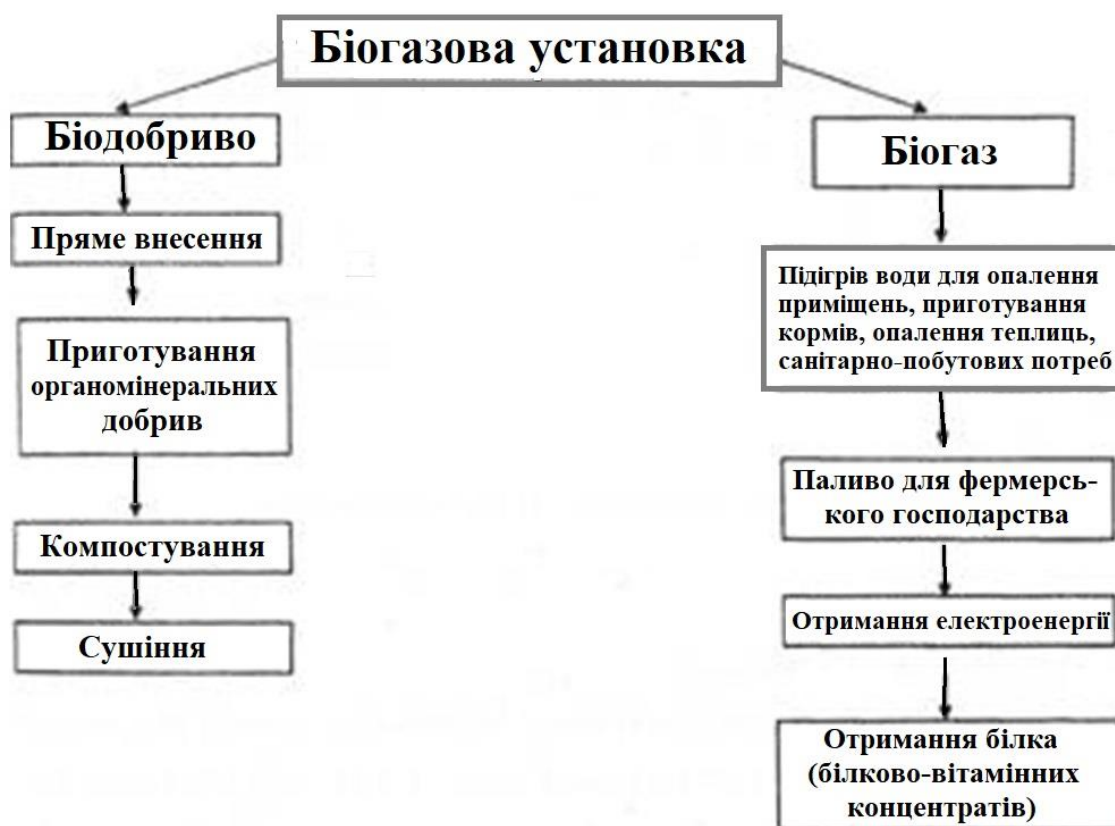 Біогазова установка
Біодобриво
Пряме внесення
Приготування
органомінеральних
добрив
Компостування
Сушіння
Біогаз
Підігрів води для опалення
приміщень, приготування
кормів, опалення теплиць,
санітарно-побутових потреб
Паливо для фермерсь-
кого господарства
Отримання електроенергії
Отримання білка
(білково-вітамінних
концентратів)